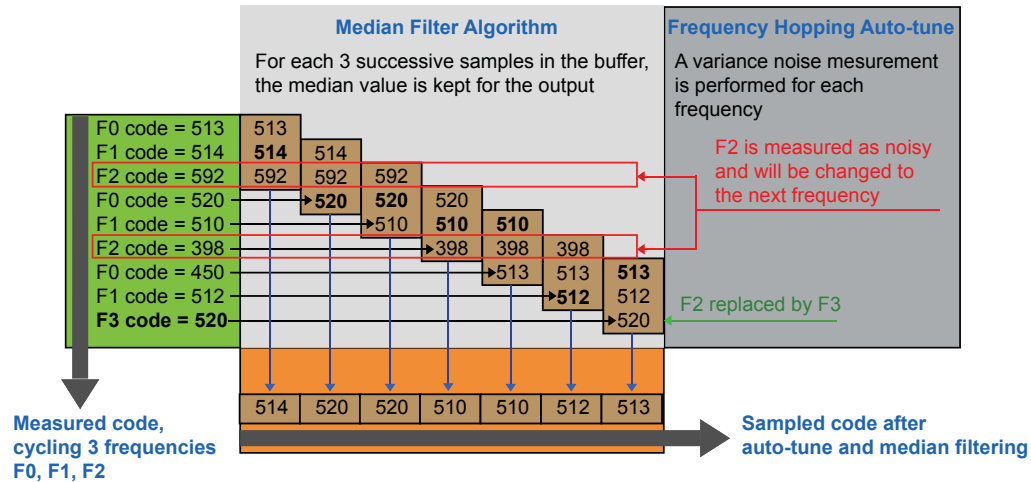 Median Filter Algorithm
For each 3 successive samples in the buffer,
the median value is kept for the output
Frequency Hopping Auto-tune
A variance noise mesurement
is performed for each
frequency
F0 code = 513
F1 code = 514
F2 code = 592
F0 code = 520
F1 code = 510
F2 code = 398
F0 code = 450
F1 code = 512
F3 code = 520
513
514
592
514
592
520
592
520
510
520
510
398
510
398
513
398
513
512
513
512
520
F2 is measured as noisy
and will be changed to
the next frequency
F2 replaced by F3
514 520 520 510 510 512 513
Measured code,
cycling 3 frequencies
F0, F1, F2
Sampled code after
auto-tune and median filtering